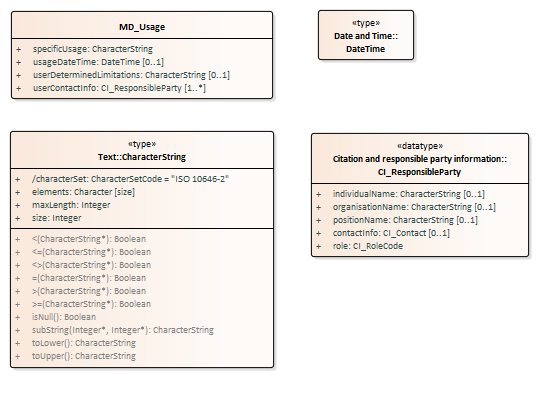 MD_Usage
+ specificUsage: CharacterString
+ usageDateTime: DateTime [0..1]
+ userDeterminedLimitations: CharacterString [0..1]
+ userContactInfo: CI_ResponsibleParty [1..*]
«type»
Date and Time::
DateTime
«type»
Text::CharacterString
+ /characterSet: CharacterSetCode = "ISO 10646-2"
+ elements: Character [size]
+ maxLength: Integer
+ size: Integer
+ <(CharacterString*): Boolean
+ <=(CharacterString*): Boolean
+ <>(CharacterString*): Boolean
+ =(CharacterString*): Boolean
+ >(CharacterString*): Boolean
+ >=(CharacterString*): Boolean
+ isNull(): Boolean
+ subString(Integer*, Integer*): CharacterString
+ toLower(): CharacterString
+ toUpper(): CharacterString
«datatype»
Citation and responsible party information::
CI_ResponsibleParty
+ individualName: CharacterString [0..1]
+ organisationName: CharacterString [0..1]
+ positionName: CharacterString [0..1]
+ contactInfo: CI_Contact [0..1]
+ role: CI_RoleCode